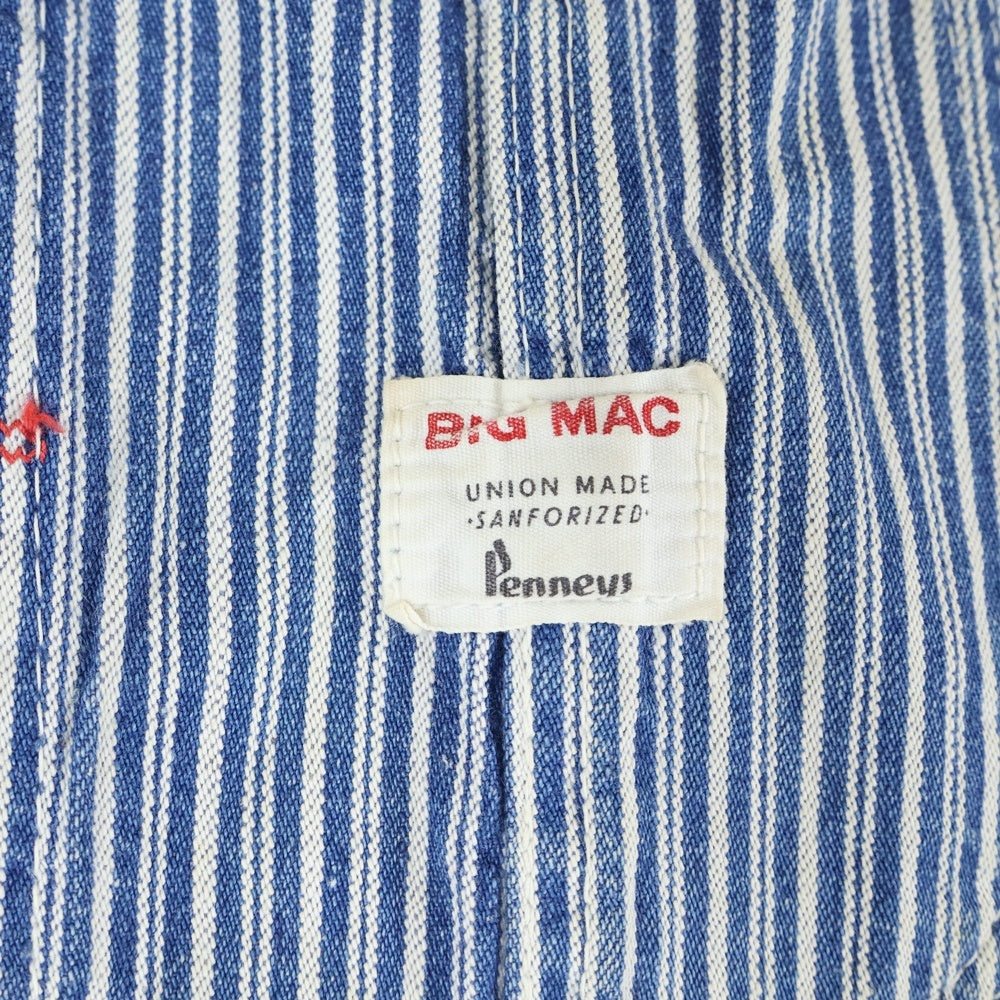 BIG MAC
UNION MADE
·SANFORIZED·
Penneys